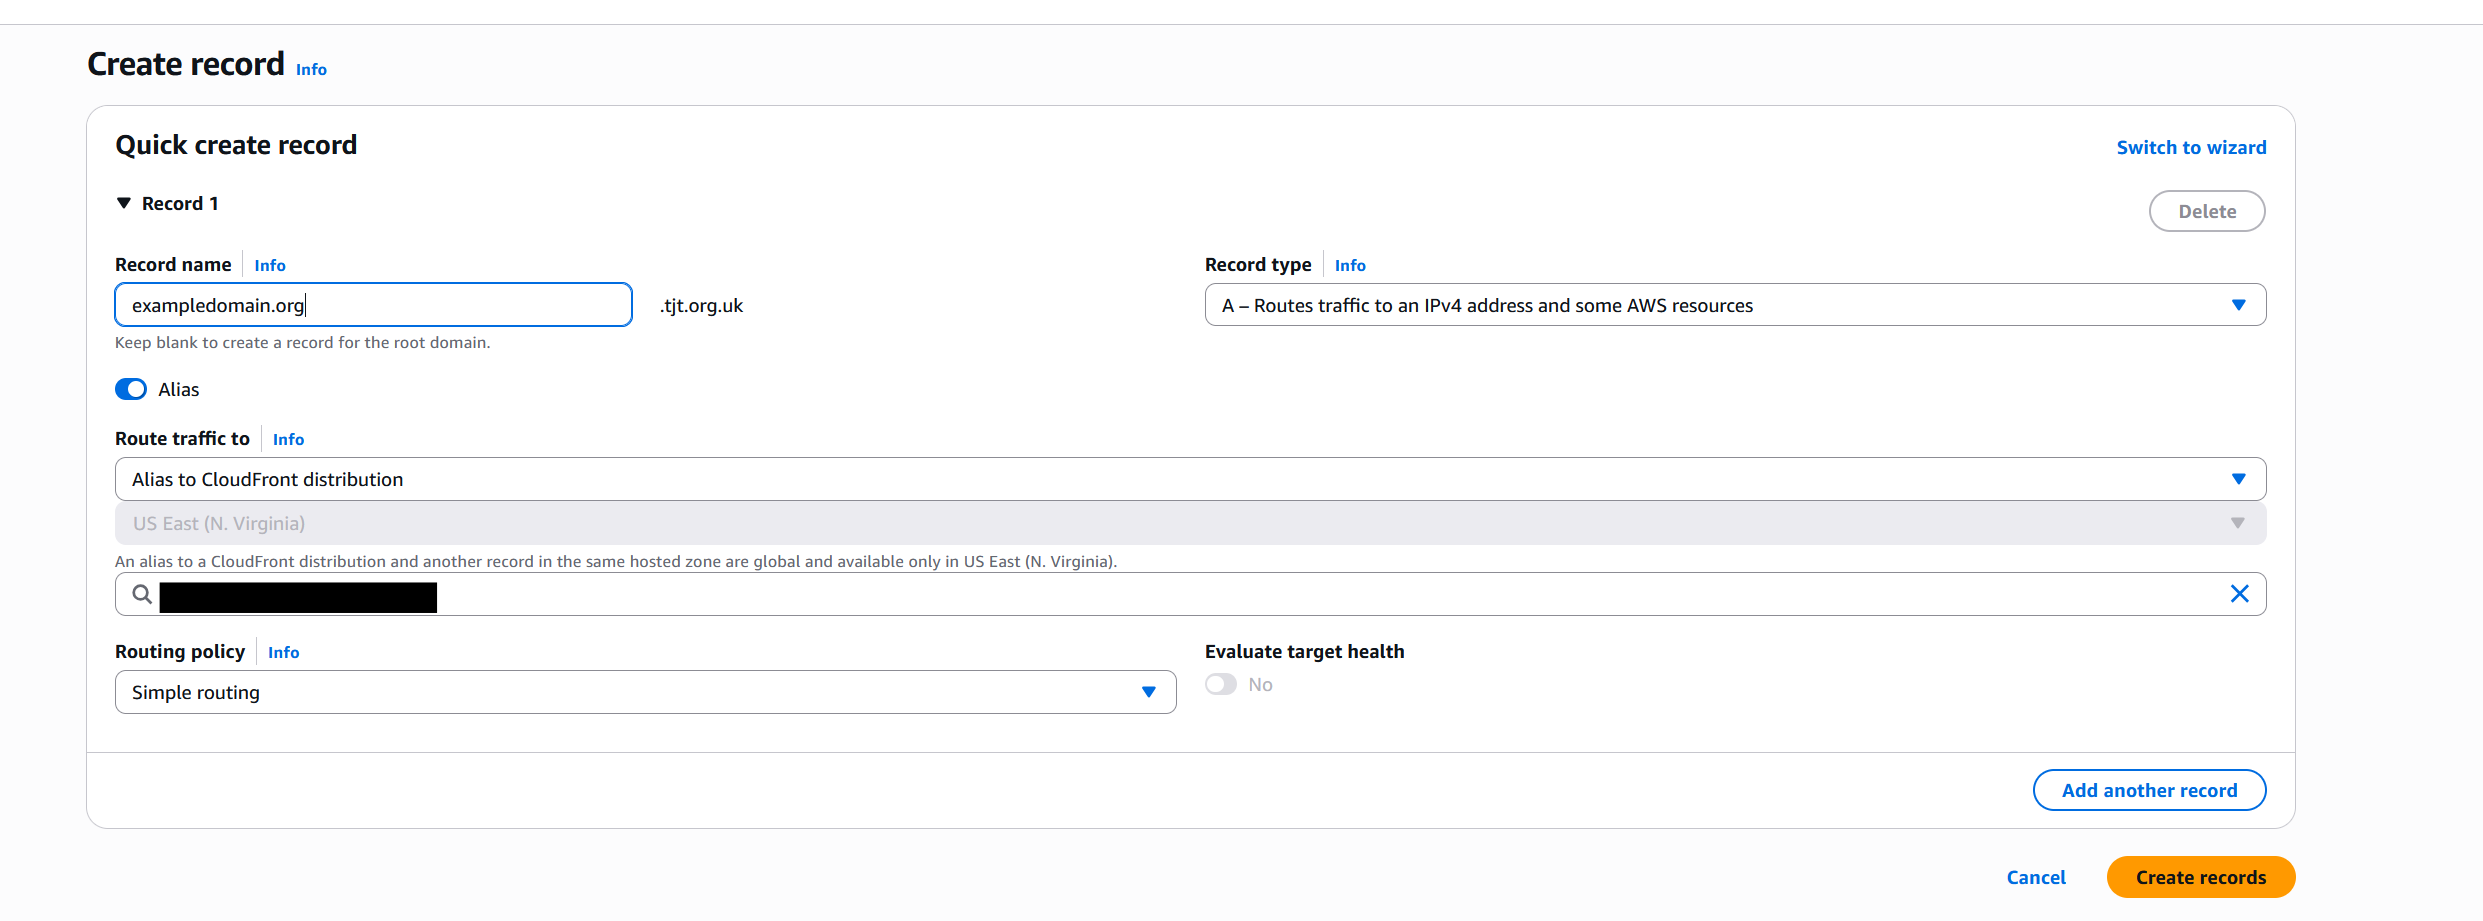 Create record Info
Quick create record
Switch to wizard
Record 1
Delete
Record name Info
Record type Info
exampledomain.org .tjt.org.uk
A – Routes traffic to an IPv4 address and some AWS resources
Keep blank to create a record for the root domain.
Alias
Route traffic to Info
Alias to CloudFront distribution
US East (N. Virginia)
An alias to a CloudFront distribution and another record in the same hosted zone are global and available only in US East (N. Virginia).
Routing policy Info
Evaluate target health
Simple routing
No
Add another record
Cancel
Create records